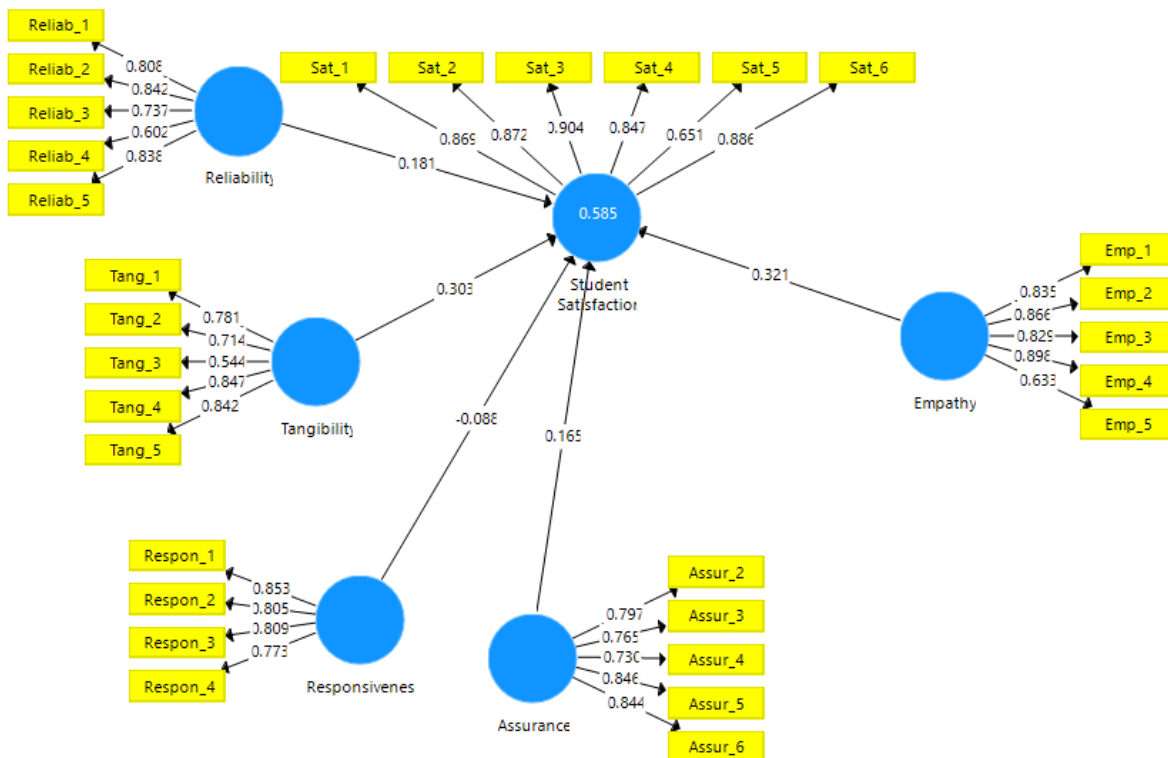 Reliab_1
Reliab_2
Reliab_3
Reliab_4
Reliab_5
0.808
0.842
0.737
0.602
0.838
Reliability
Sat_1
Sat_2
Sat_3
Sat_4
Sat_5
Sat_6
0.869
0.872
0.904
0.847
0.651
0.886
0.181
0.585
Student
Satisfaction
Tang_1
Tang_2
Tang_3
Tang_4
Tang_5
0.781
0.714
0.544
0.847
0.842
Tangibility
0.303
0.321
Emp_1
Emp_2
Emp_3
Emp_4
Emp_5
0.835
0.866
0.829
0.898
0.633
Empathy
-0.088
0.165
Respon_1
Respon_2
Respon_3
Respon_4
0.853
0.805
0.809
0.773
Responsivenes
Assur_2
Assur_3
Assur_4
Assur_5
Assur_6
0.797
0.765
0.730
0.846
0.844
Assurance